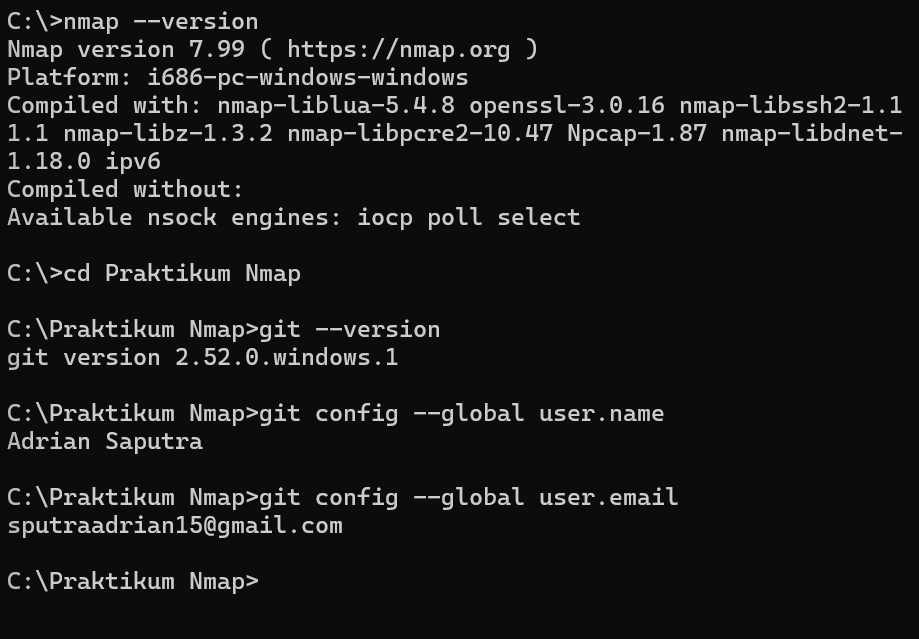 C:\>nmap --version
Nmap version 7.99 ( https://nmap.org )
Platform: i686-pc-windows-windows
Compiled with: nmap-liblua-5.4.8 openssl-3.0.16 nmap-libssh2-1.1
1.1 nmap-libz-1.3.2 nmap-libpcre2-10.47 Npcap-1.87 nmap-libdnet-
1.18.0 ipv6
Compiled without:
Available nsock engines: iocp poll select
C:\>cd Praktikum Nmap
C:\Praktikum Nmap>git --version
git version 2.52.0.windows.1
C:\Praktikum Nmap>git config --global user.name
Adrian Saputra
C:\Praktikum Nmap>git config --global user.email
sputraadrian15@gmail.com
C:\Praktikum Nmap>